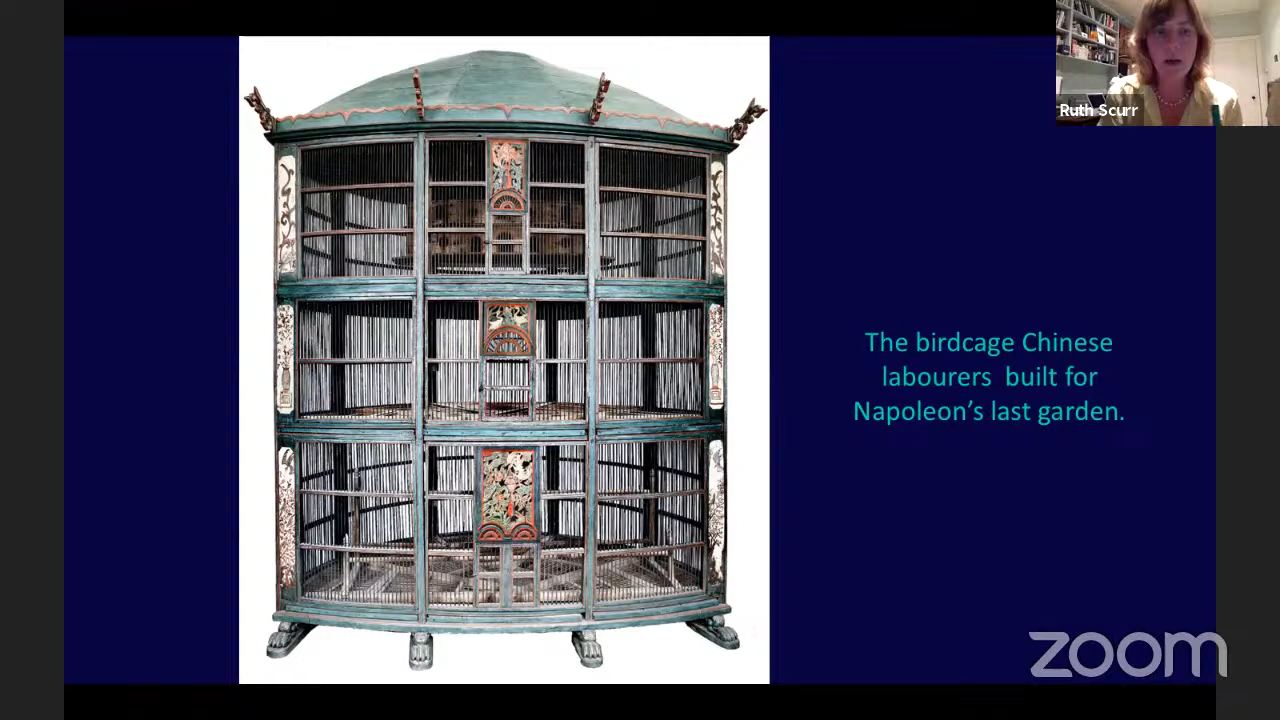 Ruth Scurr
The birdcage Chinese
labourers  built for
Napoleon’s last garden.
zoom